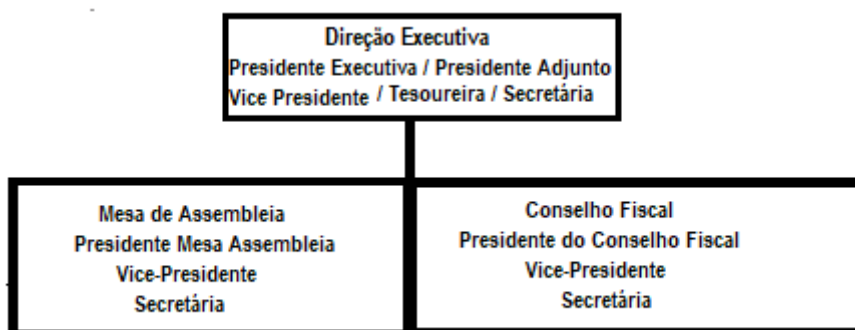 Direção Executiva
Presidente Executiva / Presidente Adjunto
Vice Presidente / Tesoureira / Secretária
Mesa de Assembleia
Presidente Mesa Assembleia
Vice-Presidente
Secretária
Conselho Fiscal
Presidente do Conselho Fiscal
Vice-Presidente
Secretária